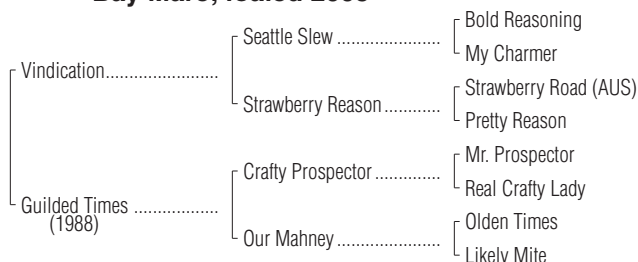 Bay Mare, foaled
Bold Reasoning
Seattle Slew
My Charmer
Vindication
Strawberry Road (AUS)
Strawberry Reason
Pretty Reason
Mr. Prospector
Crafty Prospector
Real Crafty Lady
Guilded Times
(1988)
Olden Times
Our Mahney
Likely Mite